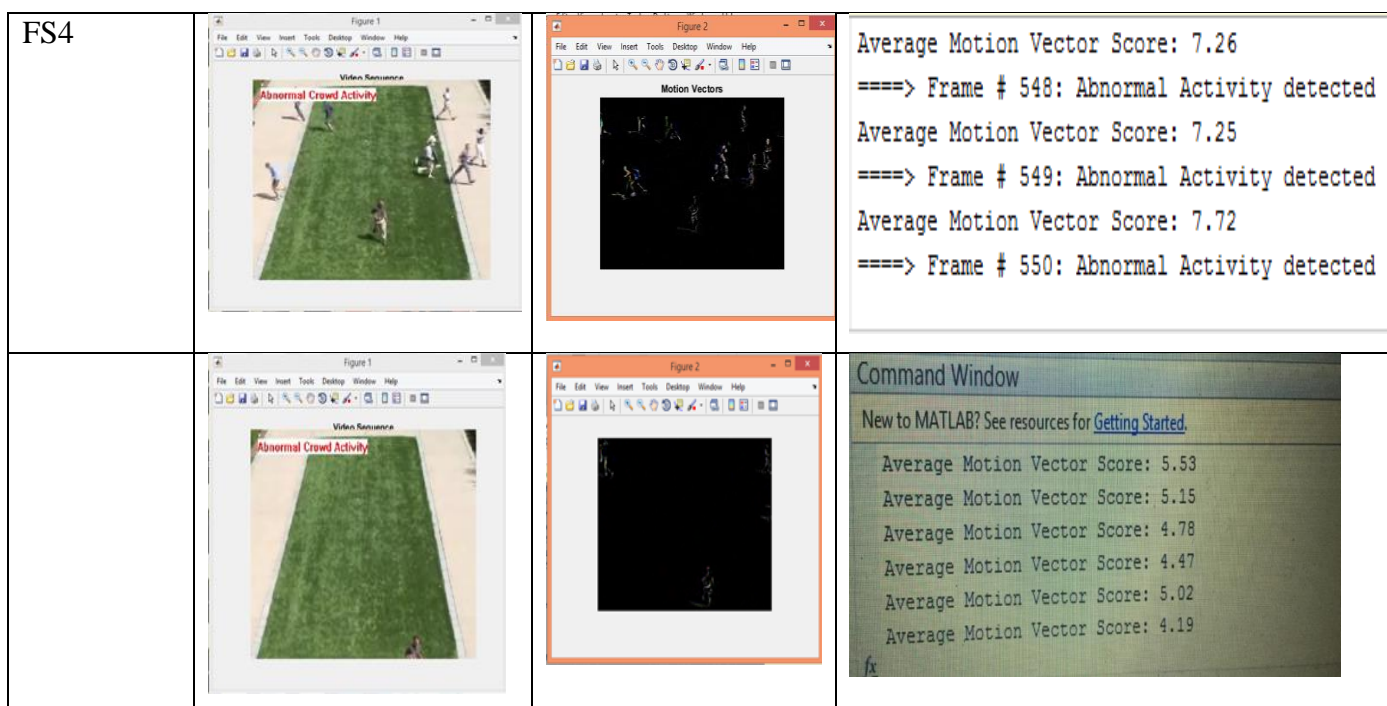 FS4
Figure 1
File Edit View Insert Tools Desktop Window Help
Video Sequence
Abnormal Crowd Activity
Figure 2
File Edit View Insert Tools Desktop Window Help
Motion Vectors
Average Motion Vector Score: 7.26
====> Frame # 548: Abnormal Activity detected
Average Motion Vector Score: 7.25
====> Frame # 549: Abnormal Activity detected
Average Motion Vector Score: 7.72
====> Frame # 550: Abnormal Activity detected
Figure 1
File Edit View Insert Tools Desktop Window Help
Video Sequence
Abnormal Crowd Activity
Figure 2
File Edit View Insert Tools Desktop Window Help
Command Window
New to MATLAB? See resources for Getting Started.
Average Motion Vector Score: 5.53
Average Motion Vector Score: 5.15
Average Motion Vector Score: 4.78
Average Motion Vector Score: 4.47
Average Motion Vector Score: 5.02
Average Motion Vector Score: 4.19
fx